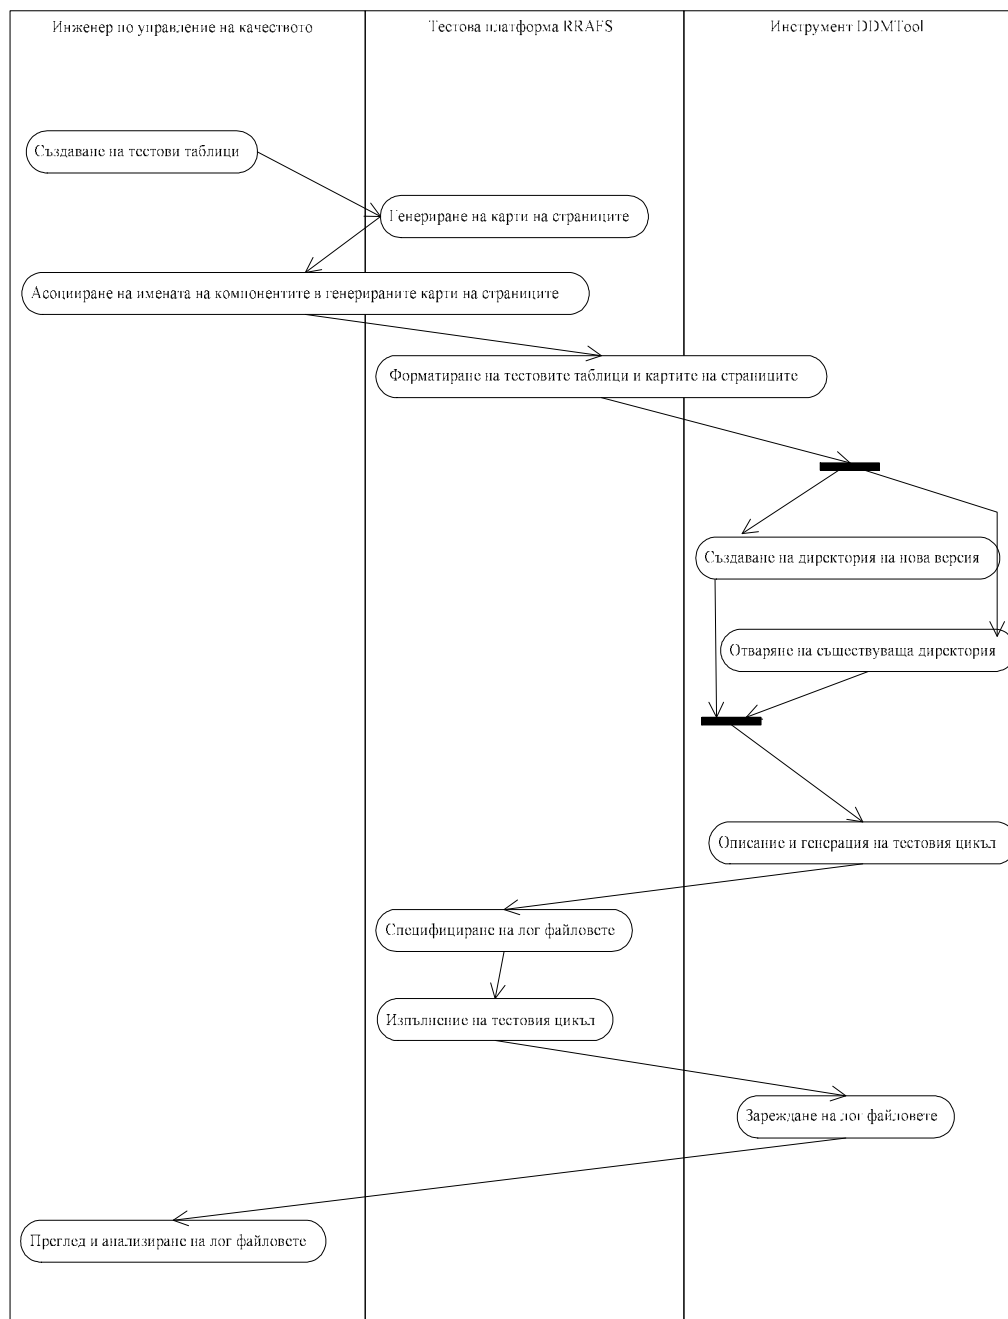 Инженер по управление на качеството
Тестова платформа RRAFS
Инструмент DDMTool
Създаване на тестови таблици
Генериране на карти на страниците
Асоцииране на имената на компонентите в генерираните карти на страниците
Форматиране на тестовите таблици и картите на страниците
Създаване на директория на нова версия
Отваряне на съществуваща директория
Описание и генерация на тестовия цикъл
Специфициране на лог файловете
Изпълнение на тестовия цикъл
Зареждане на лог файловете
Преглед и анализиране на лог файловете